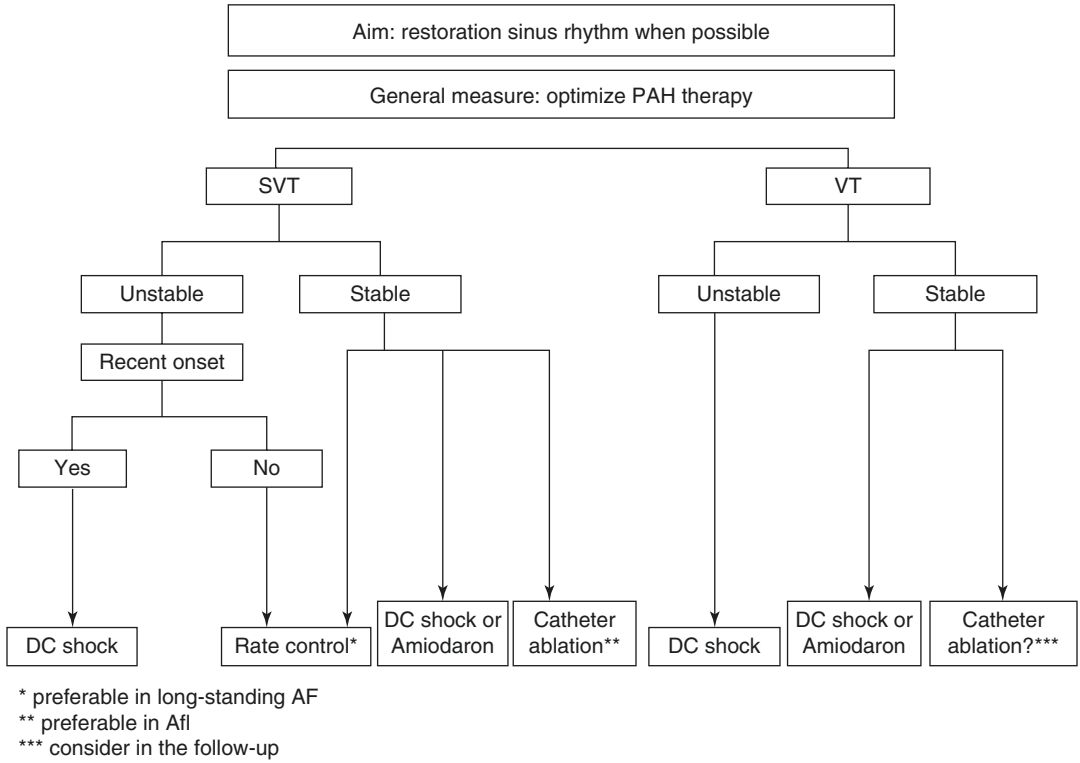 Aim: restoration sinus rhythm when possible
General measure: optimize PAH therapy
SVT
VT
Unstable
Stable
Unstable
Stable
Recent onset
Yes
No
DC shock
Rate control*
DC shock or
Amiodaron
Catheter
ablation**
DC shock
DC shock or
Amiodaron
Catheter
ablation?***
* preferable in long-standing AF
** preferable in Afl
*** consider in the follow-up